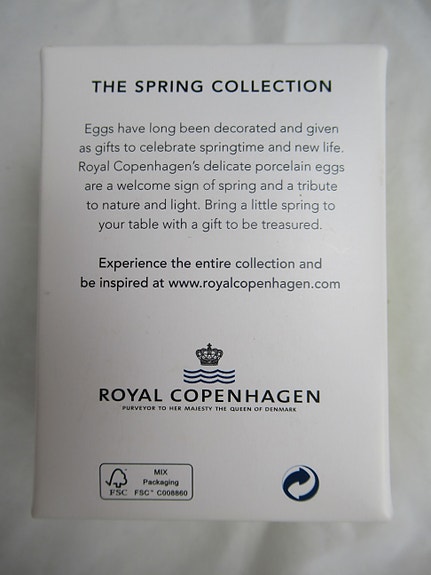 THE SPRING COLLECTION
Eggs have long been decorated and given
as gifts to celebrate springtime and new life.
Royal Copenhagen's delicate porcelain eggs
are a welcome sign of spring and a tribute
to nature and light. Bring a little spring to
your table with a gift to be treasured.
Experience the entire collection and
be inspired at www.royalcopenhagen.com
ROYAL COPENHAGEN
PURVEYOR TO HER MAJESTY THE QUEEN OF DENMARK
MIX
Packaging
FSC FSC® C008860